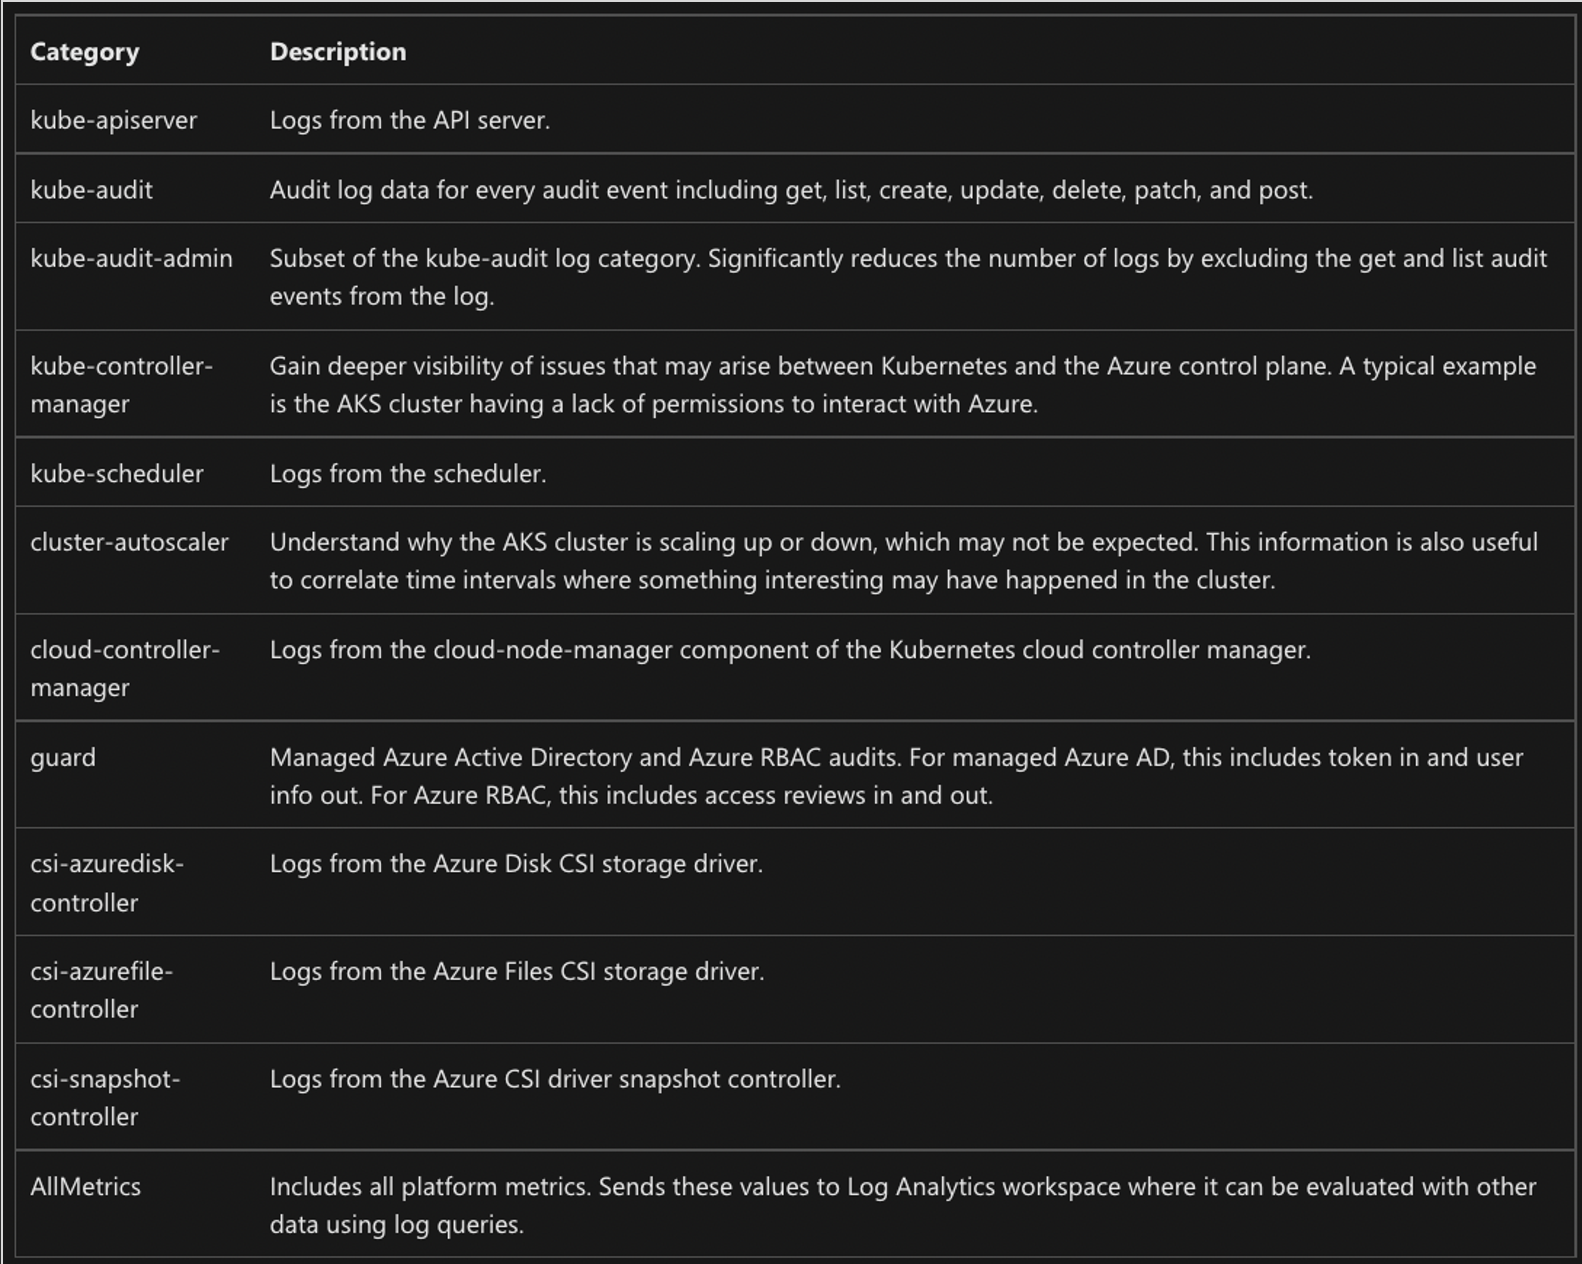 Category Description
kube-apiserver Logs from the API server.
kube-audit Audit log data for every audit event including get, list, create, update, delete, patch, and post.
kube-audit-admin Subset of the kube-audit log category. Significantly reduces the number of logs by excluding the get and list audit
events from the log.
kube-controller- Gain deeper visibility of issues that may arise between Kubernetes and the Azure control plane. A typical example
manager is the AKS cluster having a lack of permissions to interact with Azure.
kube-scheduler Logs from the scheduler.
cluster-autoscaler Understand why the AKS cluster is scaling up or down, which may not be expected. This information is also useful
to correlate time intervals where something interesting may have happened in the cluster.
cloud-controller- Logs from the cloud-node-manager component of the Kubernetes cloud controller manager.
manager
guard Managed Azure Active Directory and Azure RBAC audits. For managed Azure AD, this includes token in and user
info out. For Azure RBAC, this includes access reviews in and out.
csi-azuredisk- Logs from the Azure Disk CSI storage driver.
controller
csi-azurefile- Logs from the Azure Files CSI storage driver.
controller
csi-snapshot- Logs from the Azure CSI driver snapshot controller.
controller
AllMetrics Includes all platform metrics. Sends these values to Log Analytics workspace where it can be evaluated with other
data using log queries.